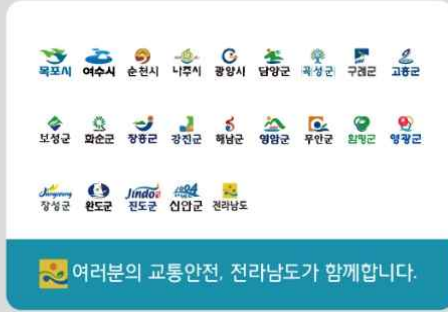 목포시 여수시 순천시 나주시 광양시 담양군 곡성군 구례군 고흥군
보성군 화순군 장흥군 강진군 해남군 영암군 무안군 함평군 영광군
Jindo
장성군 완도군 진도군 신안군 전라남도
여러분의 교통안전, 전라남도가 함께합니다.